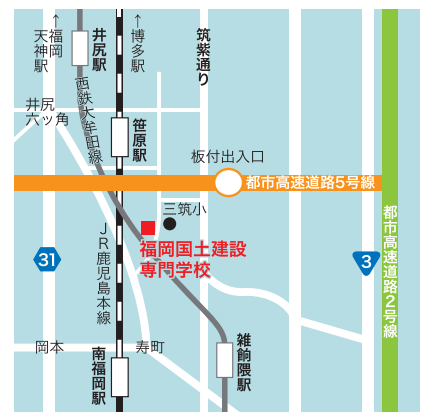 ↑福岡
天神駅
井尻駅
↑博多駅
筑紫通り
西鉄大牟田線
井尻
六ッ角
笹原駅
板付出入口
都市高速道路5号線
三筑小
福岡国土建設
専門学校
JR鹿児島本線
31
3
都市高速道路2号線
岡本
寿町
南福岡駅
雑餉隈駅